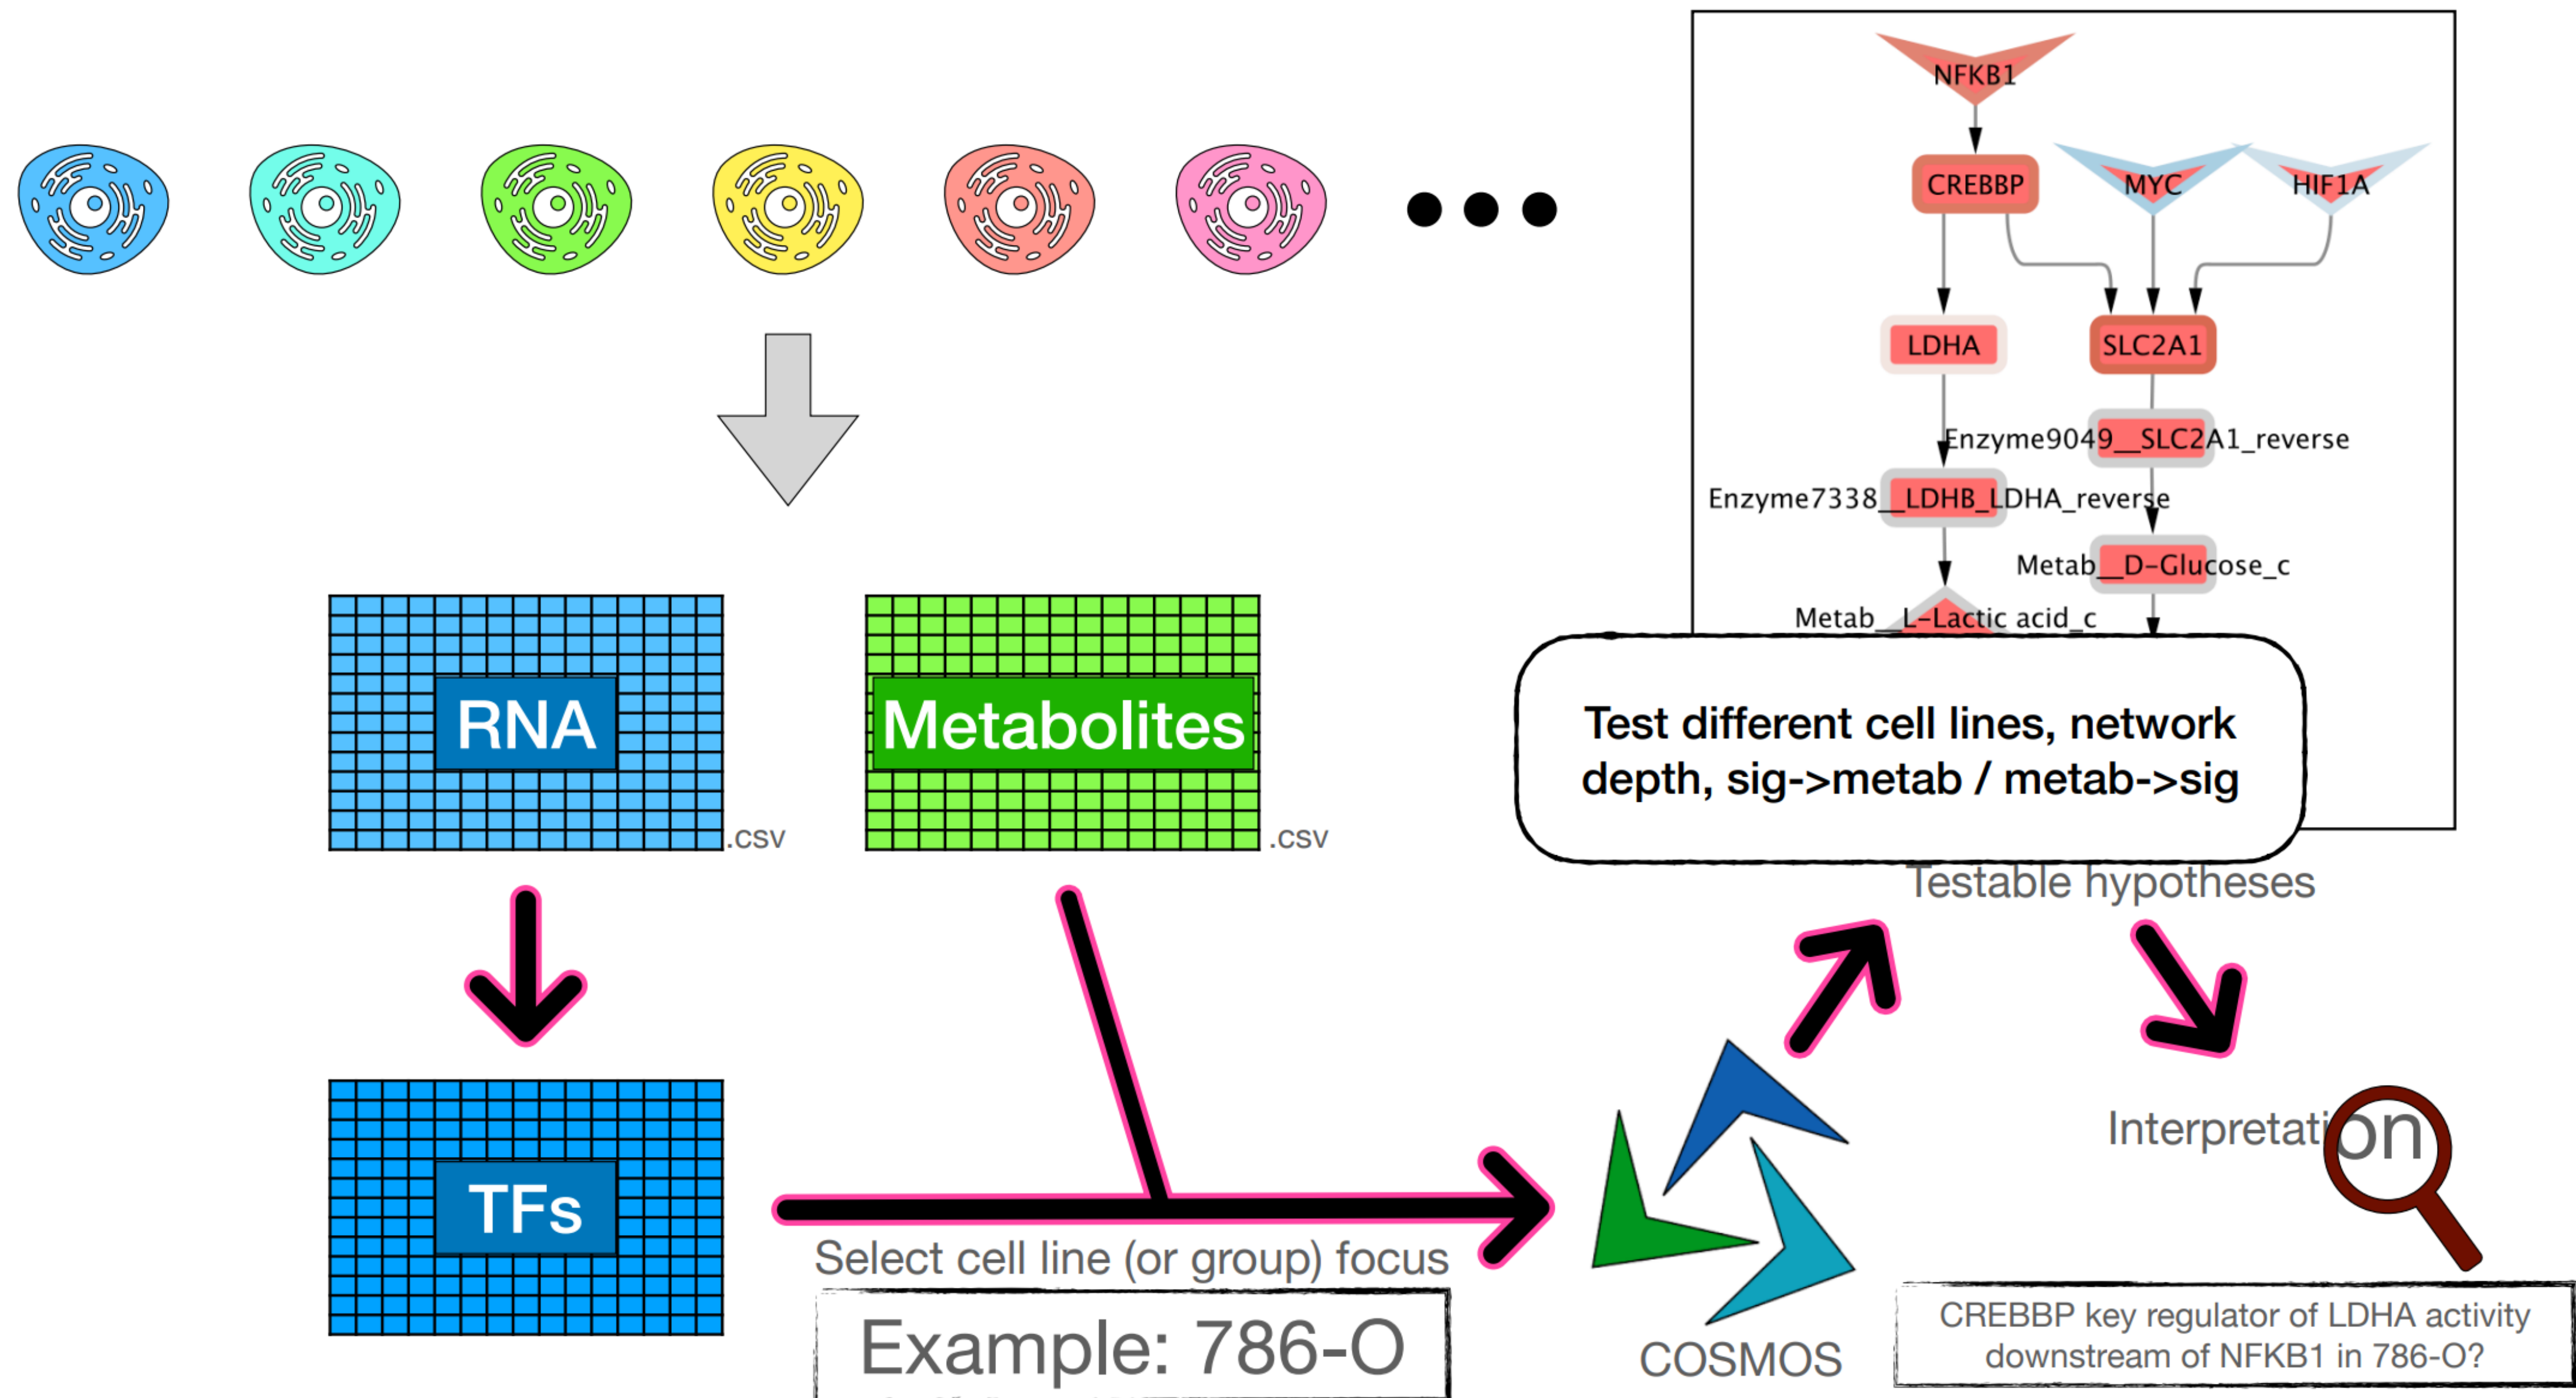 NFKB1
CREBBP
MYC
HIF1A
LDHA
SLC2A1
Enzyme9049__SLC2A1_reverse
Enzyme7338__LDHB_LDHA_reverse
Metab__D-Glucose_c
Metab__L-Lactic acid_c
RNA
.csv
Metabolites
.csv
Test different cell lines, network
depth, sig->metab / metab->sig
Testable hypotheses
TFs
Select cell line (or group) focus
Example: 786-O
COSMOS
Interpretation
CREBBP key regulator of LDHA activity
downstream of NFKB1 in 786-O?